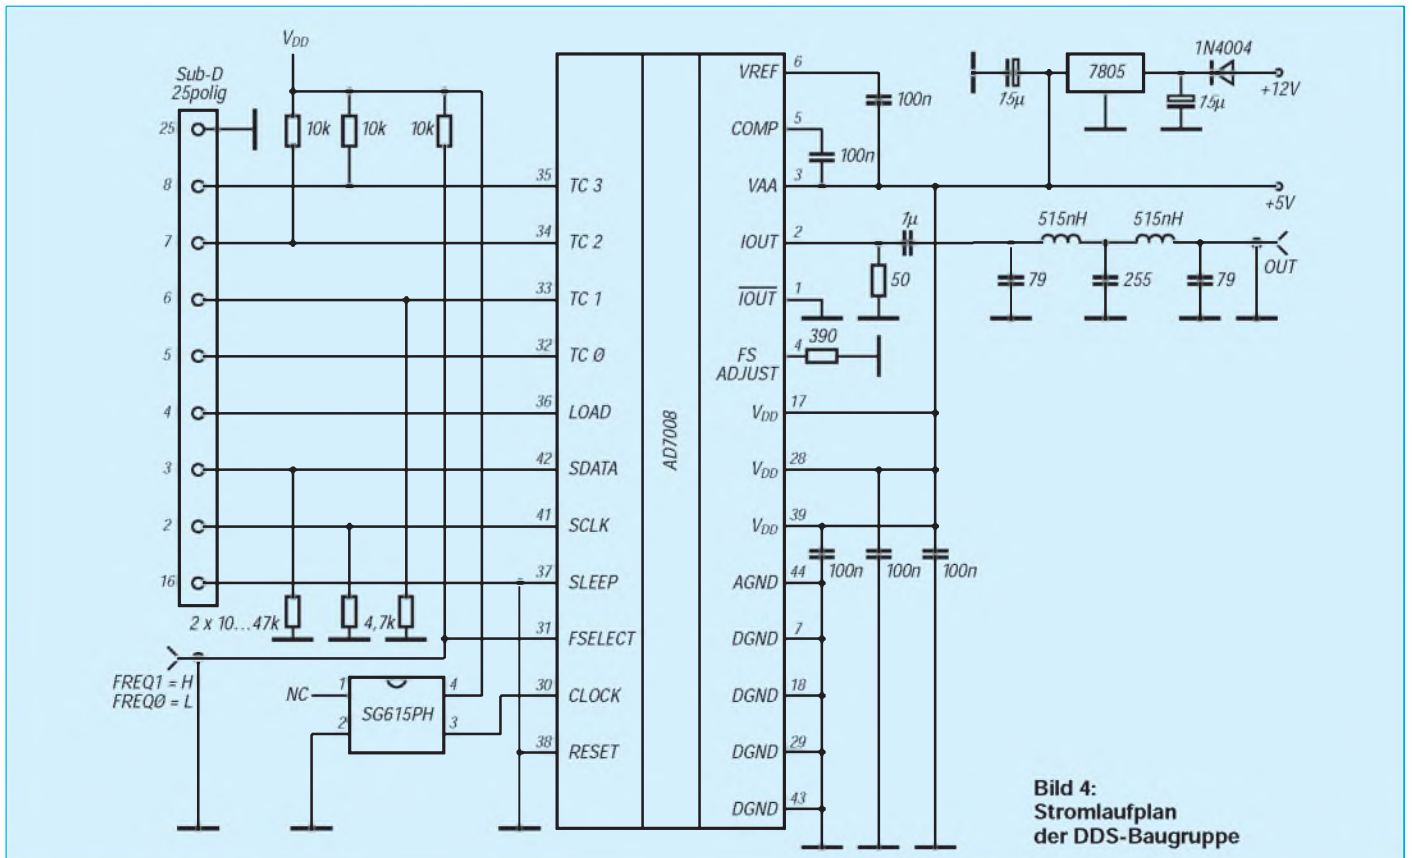 V_DD
Sub-D
25polig
25
8
7
6
5
4
3
2
16
10k
10k
10k
2 x 10...47k
4,7k
FREQ1 = H
FREQØ = L
NC
1
2
4
3
SG615PH
35
34
33
32
36
42
41
37
31
30
38
TC 3
TC 2
TC 1
TC Ø
LOAD
SDATA
SCLK
SLEEP
FSELECT
CLOCK
RESET
AD7008
VREF
COMP
VAA
IOUT
IOUT
FS
ADJUST
V_DD
V_DD
V_DD
AGND
DGND
DGND
DGND
DGND
6
5
3
2
1
4
17
28
39
44
7
18
29
43
100n
100n
1µ
50
390
100n
100n
100n
15µ
7805
1N4004
15µ
+12V
+5V
515nH
515nH
79
255
79
OUT
Bild 4:
Stromlaufplan
der DDS-Baugruppe